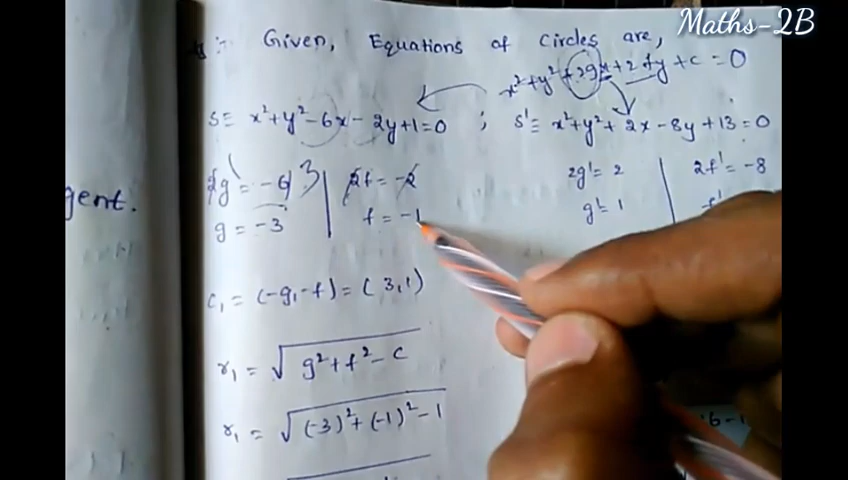 Maths-2B
Given, Equations of Circles are,
x²+y²+2gx+2fy+c=0
S≡ x²+y²-6x-2y+1=0 ; S'≡ x²+y²+2x-8y+13=0
2g = -6 3 | 2f = -2 2g'= 2 | 2f'= -8
g = -3 f = -1 g'= 1 f'
gent.
C₁ = (-g,-f) = (3,1)
r₁ = √g²+f²-c
r₁ = √(-3)²+(-1)²-1